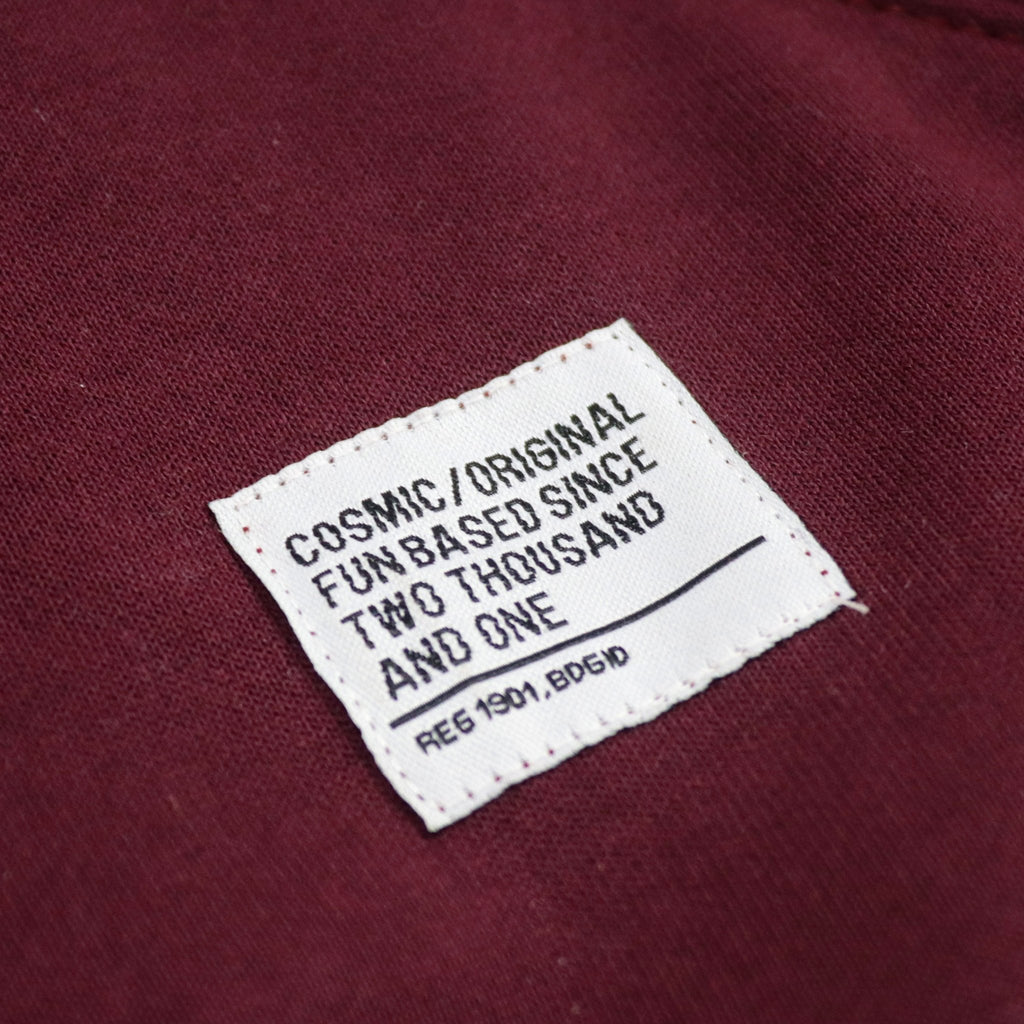 COSMIC/ORIGINAL
FUN BASED SINCE
TWO THOUSAND
AND ONE
REG 1901, BDGID